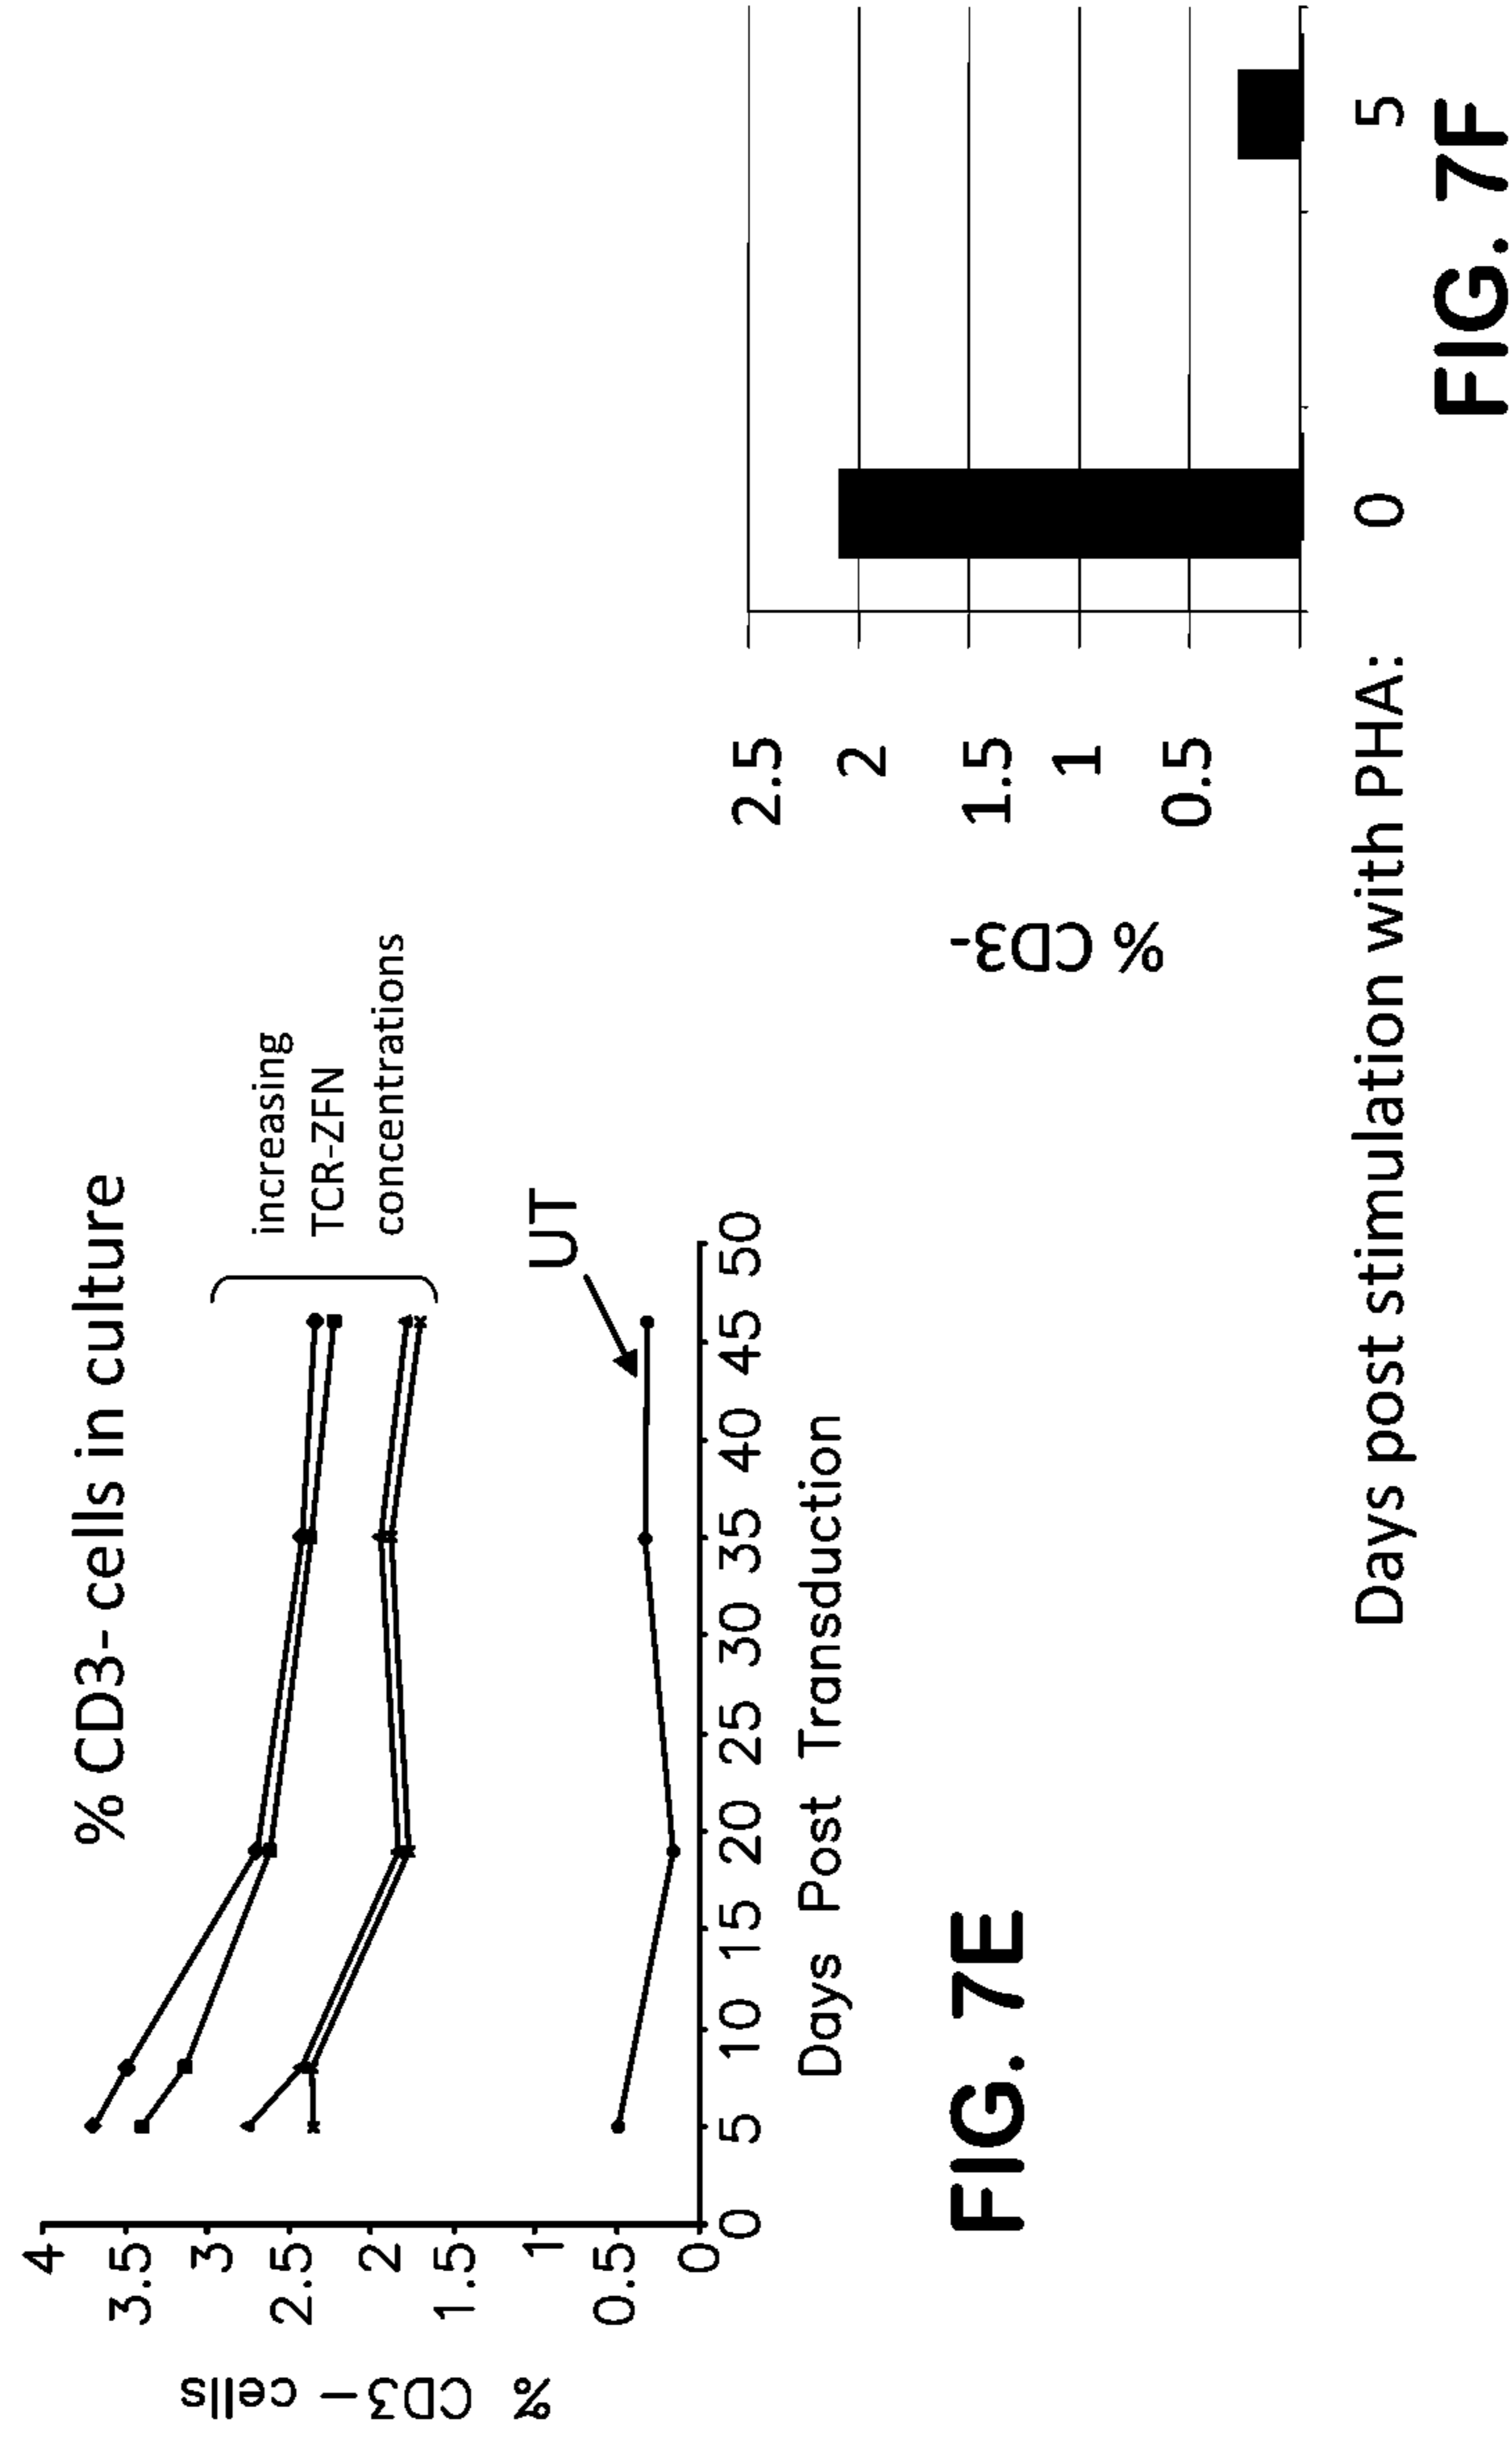 % CD3- cells in culture
% CD3– cells
4
3.5
3
2.5
2
1.5
1
0.5
0
0 5 10 15 20 25 30 35 40 45 50
Days Post Transduction
increasing
TCR-ZFN
concentrations
UT
FIG. 7E
% CD3-
2.5
2
1.5
1
0.5
Days post stimulation with PHA: 0 5
FIG. 7F